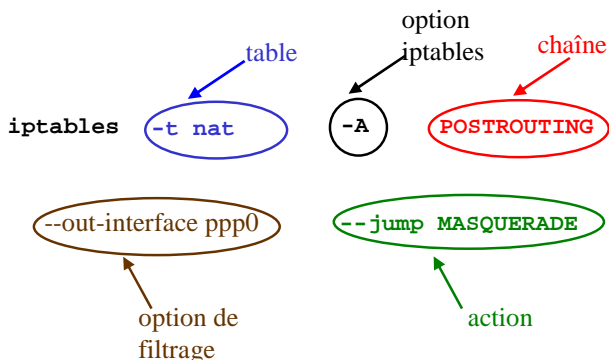 option
table
iptables
chaîne
iptables -t nat -A POSTROUTING
--out-interface ppp0 --jump MASQUERADE
option de
filtrage
action